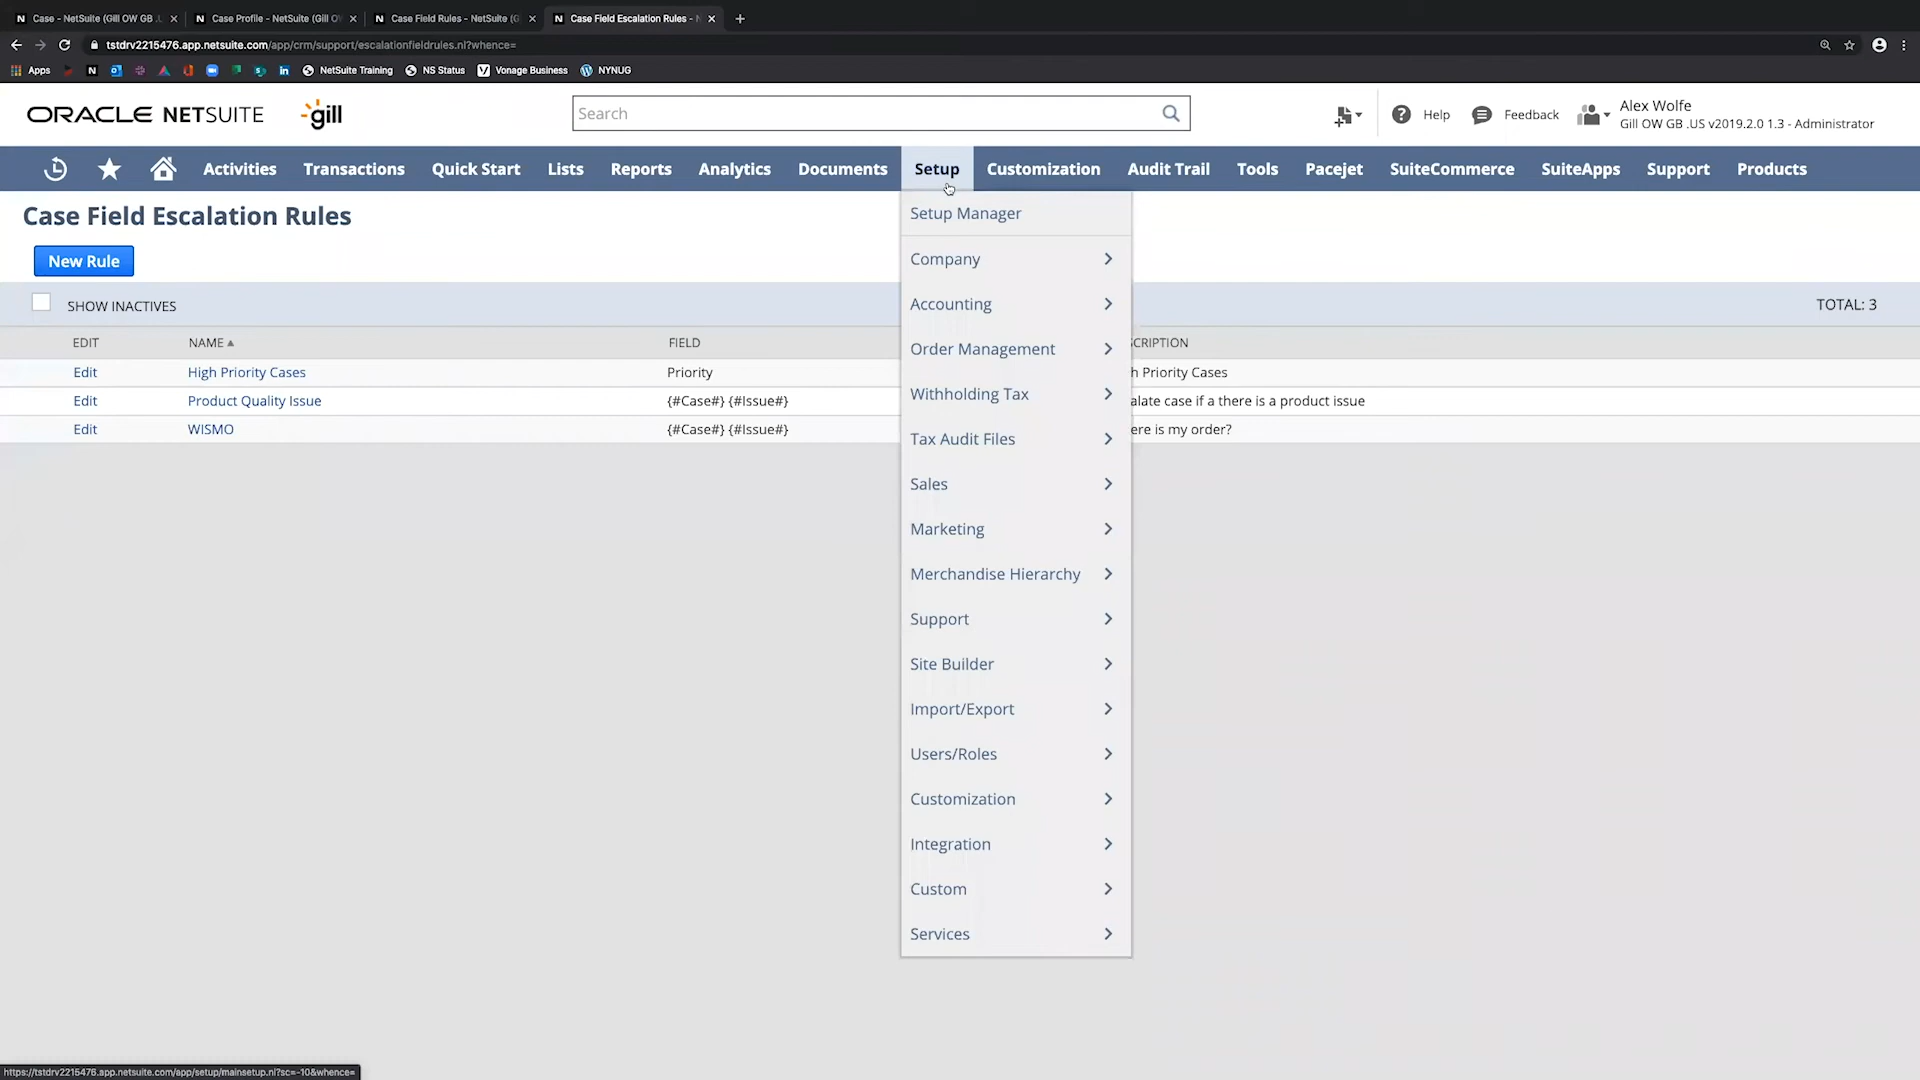 Case - NetSuite (Gill OW GB .U
Case Profile - NetSuite (Gill OV
Case Field Rules - NetSuite (G
Case Field Escalation Rules - N
tstdrv2215476.app.netsuite.com/app/crm/support/escalationfieldrules.nl?whence=
Apps N NetSuite Training NS Status Vonage Business NYNUG
ORACLE NETSUITE gill Search Help Feedback Alex Wolfe
Gill OW GB .US v2019.2.0 1.3 - Administrator
Activities Transactions Quick Start Lists Reports Analytics Documents Setup Customization Audit Trail Tools Pacejet SuiteCommerce SuiteApps Support Products
Case Field Escalation Rules
New Rule
SHOW INACTIVES TOTAL: 3
EDIT NAME FIELD CRIPTION
Edit High Priority Cases Priority h Priority Cases
Edit Product Quality Issue {#Case#} {#Issue#} alate case if a there is a product issue
Edit WISMO {#Case#} {#Issue#} ere is my order?
Setup Manager
Company
Accounting
Order Management
Withholding Tax
Tax Audit Files
Sales
Marketing
Merchandise Hierarchy
Support
Site Builder
Import/Export
Users/Roles
Customization
Integration
Custom
Services
https://tstdrv2215476.app.netsuite.com/app/setup/mainsetup.nl?sc=-10&whence=